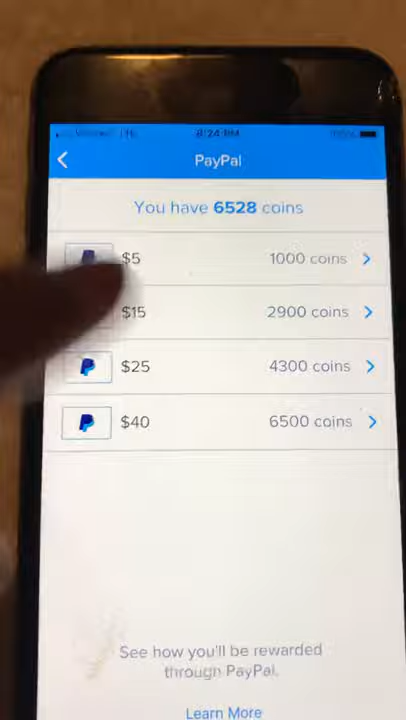 8:24 PM
PayPal
You have 6528 coins
$5 1000 coins
$15 2900 coins
$25 4300 coins
$40 6500 coins
See how you'll be rewarded
through PayPal.
Learn More